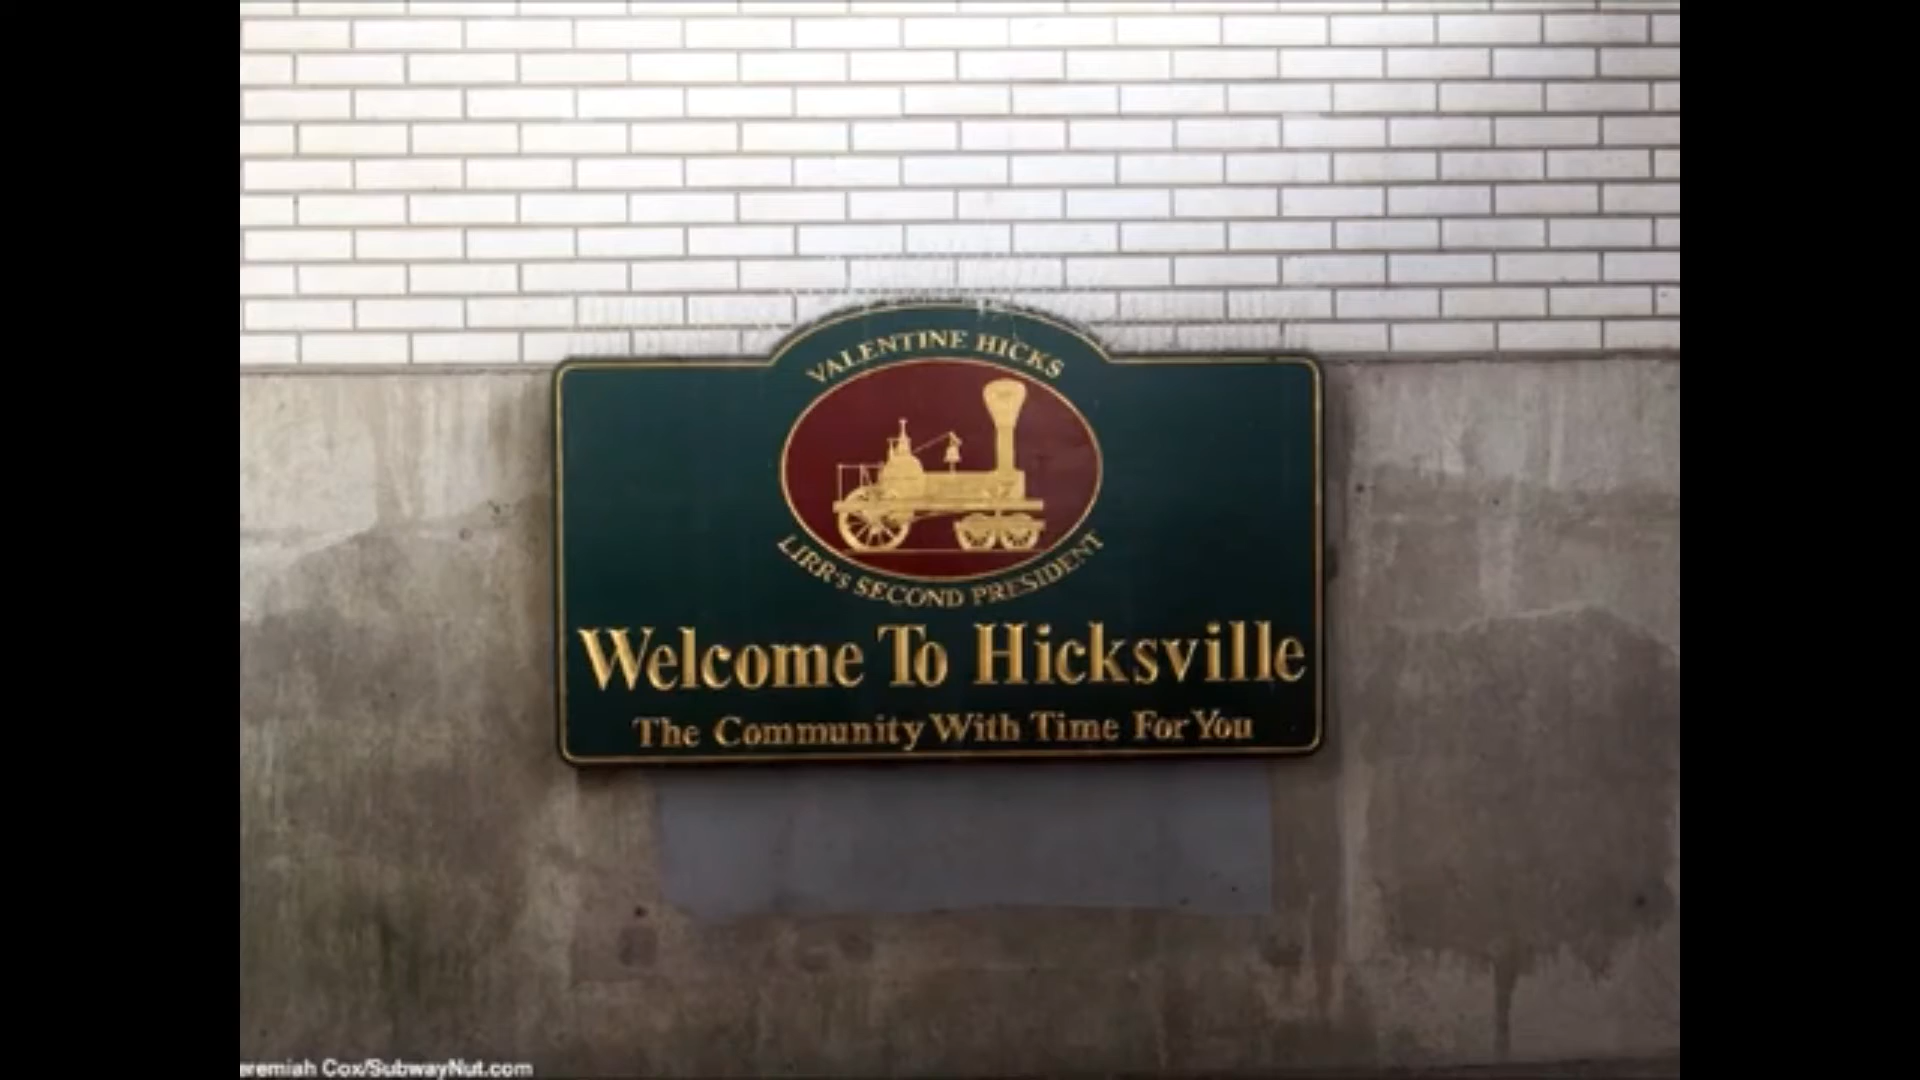 VALENTINE HICKS
LIRR's SECOND PRESIDENT
Welcome To Hicksville
The Community With Time For You
eremiah Cox/SubwayNut.com